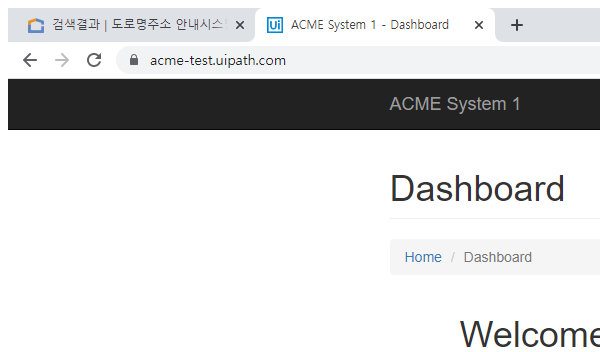 검색결과 | 도로명주소 안내시스
Ui ACME System 1 - Dashboard
acme-test.uipath.com
ACME System 1
Dashboard
Home / Dashboard
Welcome